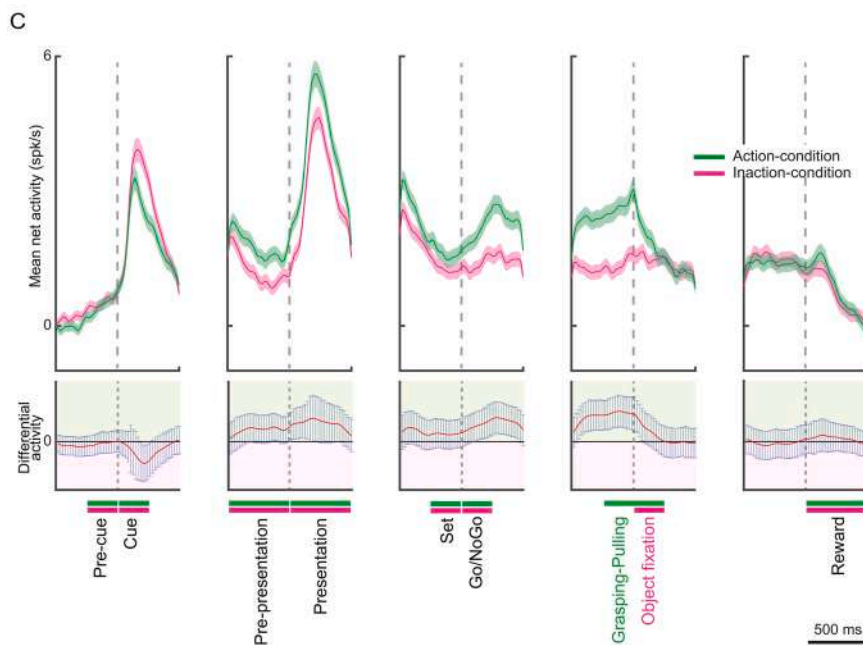 C
6
0
Mean net activity (spk/s)
Action-condition
Inaction-condition
Differential
activity
0
Pre-cue
Cue
Pre-presentation
Presentation
Set
Go/NoGo
Grasping-Pulling
Object fixation
Reward
500 ms